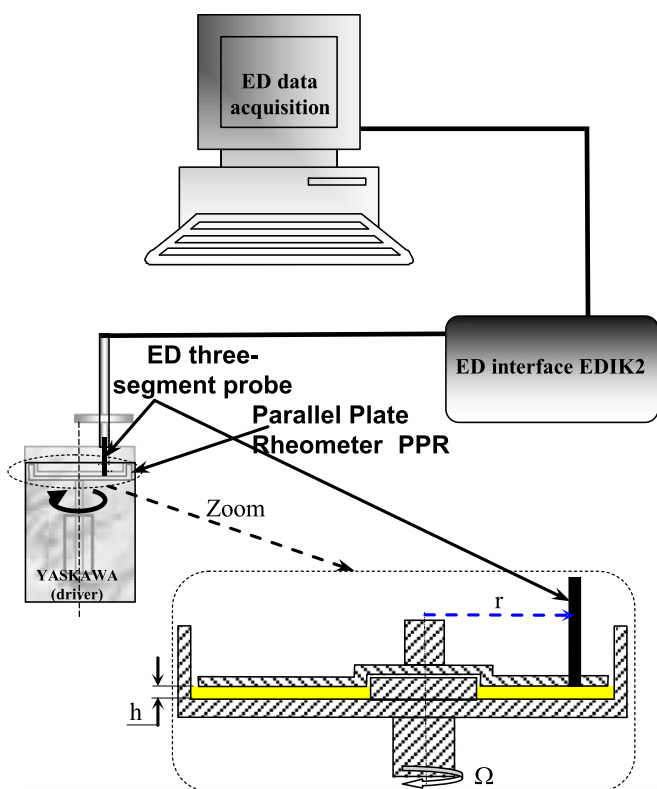 ED data
acquisition
ED interface EDIK2
ED three-
segment probe
Parallel Plate
Rheometer PPR
Zoom
YASKAWA
(driver)
r
h
Ω